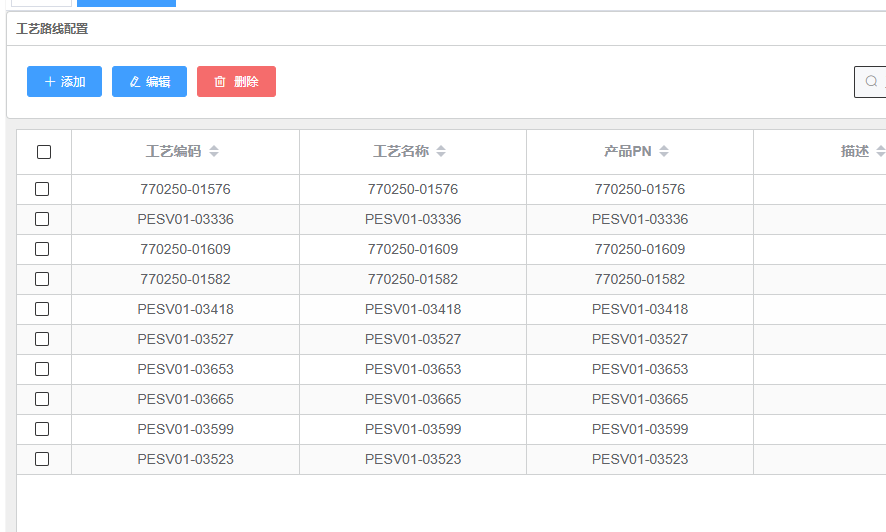 工艺路线配置
添加 编辑 删除
工艺编码 工艺名称 产品PN 描述
770250-01576 770250-01576 770250-01576
PESV01-03336 PESV01-03336 PESV01-03336
770250-01609 770250-01609 770250-01609
770250-01582 770250-01582 770250-01582
PESV01-03418 PESV01-03418 PESV01-03418
PESV01-03527 PESV01-03527 PESV01-03527
PESV01-03653 PESV01-03653 PESV01-03653
PESV01-03665 PESV01-03665 PESV01-03665
PESV01-03599 PESV01-03599 PESV01-03599
PESV01-03523 PESV01-03523 PESV01-03523